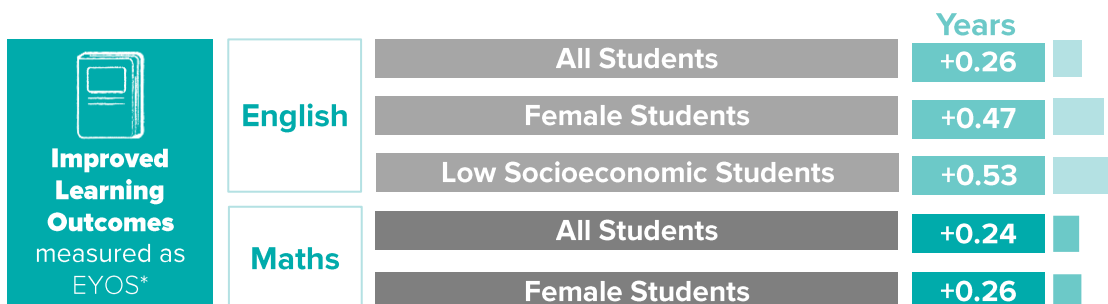 Years
Improved
Learning
Outcomes
measured as
EYOS*
English
All Students +0.26
Female Students +0.47
Low Socioeconomic Students +0.53
Maths
All Students +0.24
Female Students +0.26